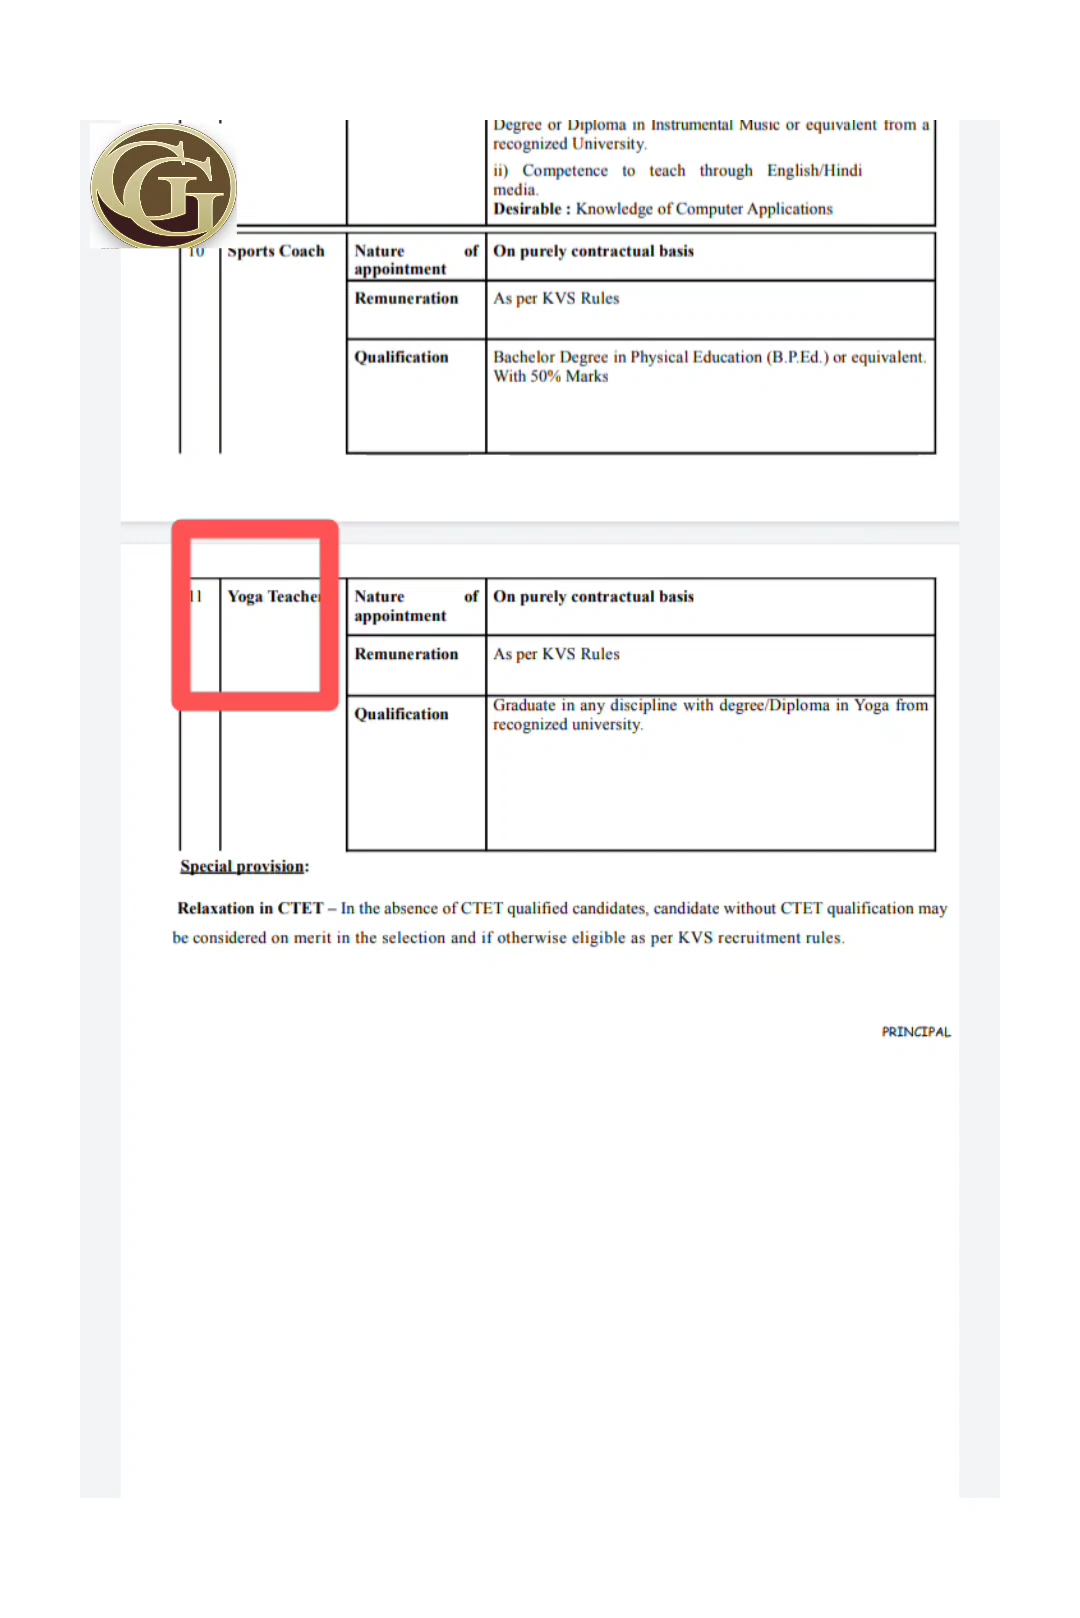 Degree or Diploma in Instrumental Music or equivalent from a
recognized University.
ii) Competence to teach through English/Hindi
media.
Desirable : Knowledge of Computer Applications
10 Sports Coach Nature of On purely contractual basis
appointment
Remuneration As per KVS Rules
Qualification Bachelor Degree in Physical Education (B.P.Ed.) or equivalent.
With 50% Marks
11 Yoga Teacher Nature of On purely contractual basis
appointment
Remuneration As per KVS Rules
Graduate in any discipline with degree/Diploma in Yoga from
Qualification recognized university.
Special provision:
Relaxation in CTET – In the absence of CTET qualified candidates, candidate without CTET qualification may
be considered on merit in the selection and if otherwise eligible as per KVS recruitment rules.
PRINCIPAL